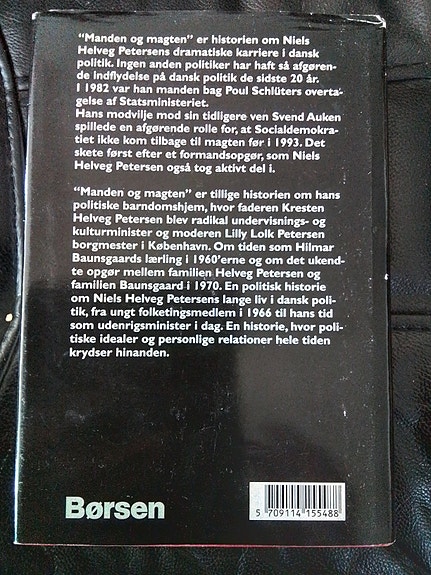 "Manden og magten" er historien om Niels
Helveg Petersens dramatiske karriere i dansk
politik. Ingen anden politiker har haft så afgøren-
de indflydelse på dansk politik de sidste 20 år.
I 1982 var han manden bag Poul Schlüters overta-
gelse af Statsministeriet.
Hans modvilje mod sin tidligere ven Svend Auken
spillede en afgørende rolle for, at Socialdemokra-
tiet ikke kom tilbage til magten før i 1993. Det
skete først efter et formandsopgør, som Niels
Helveg Petersen også tog aktivt del i.
"Manden og magten" er tillige historien om hans
politiske barndomshjem, hvor faderen Kresten
Helveg Petersen blev radikal undervisnings- og
kulturminister og moderen Lilly Lolk Petersen
borgmester i København. Om tiden som Hilmar
Baunsgaards lærling i 1960'erne og om det ukend-
te opgør mellem familien Helveg Petersen og
familien Baunsgaard i 1970. En politisk historie
om Niels Helveg Petersens lange liv i dansk poli-
tik, fra ungt folketingsmedlem i 1966 til hans tid
som udenrigsminister i dag. En historie, hvor poli-
tiske idealer og personlige relationer hele tiden
krydser hinanden.
Børsen
5 709114 155488